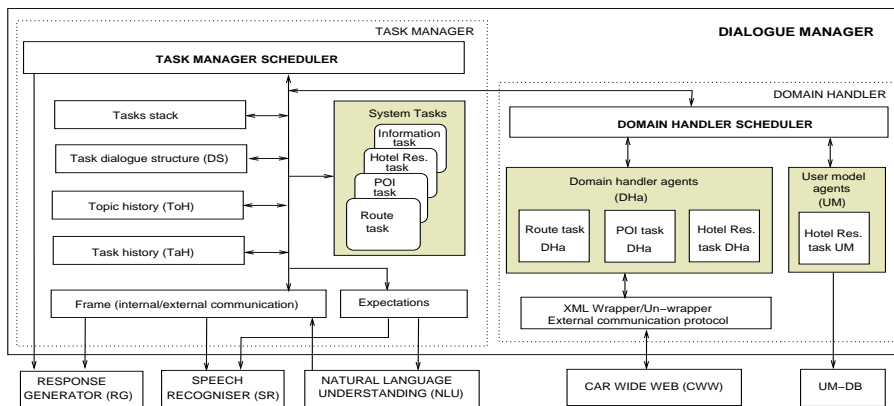 TASK MANAGER
DIALOGUE MANAGER
TASK MANAGER SCHEDULER
Tasks stack
Task dialogue structure (DS)
Topic history (ToH)
Task history (TaH)
System Tasks
Information
task
Hotel Res.
task
POI
task
Route
task
Frame (internal/external communication)
Expectations
DOMAIN HANDLER
DOMAIN HANDLER SCHEDULER
Domain handler agents
(DHa)
Route task
DHa
POI task
DHa
Hotel Res.
task DHa
User model
agents
(UM)
Hotel Res.
task UM
XML Wrapper/Un−wrapper
External communication protocol
RESPONSE
GENERATOR (RG)
SPEECH
RECOGNISER (SR)
NATURAL LANGUAGE
UNDERSTANDING (NLU)
CAR WIDE WEB (CWW)
UM−DB